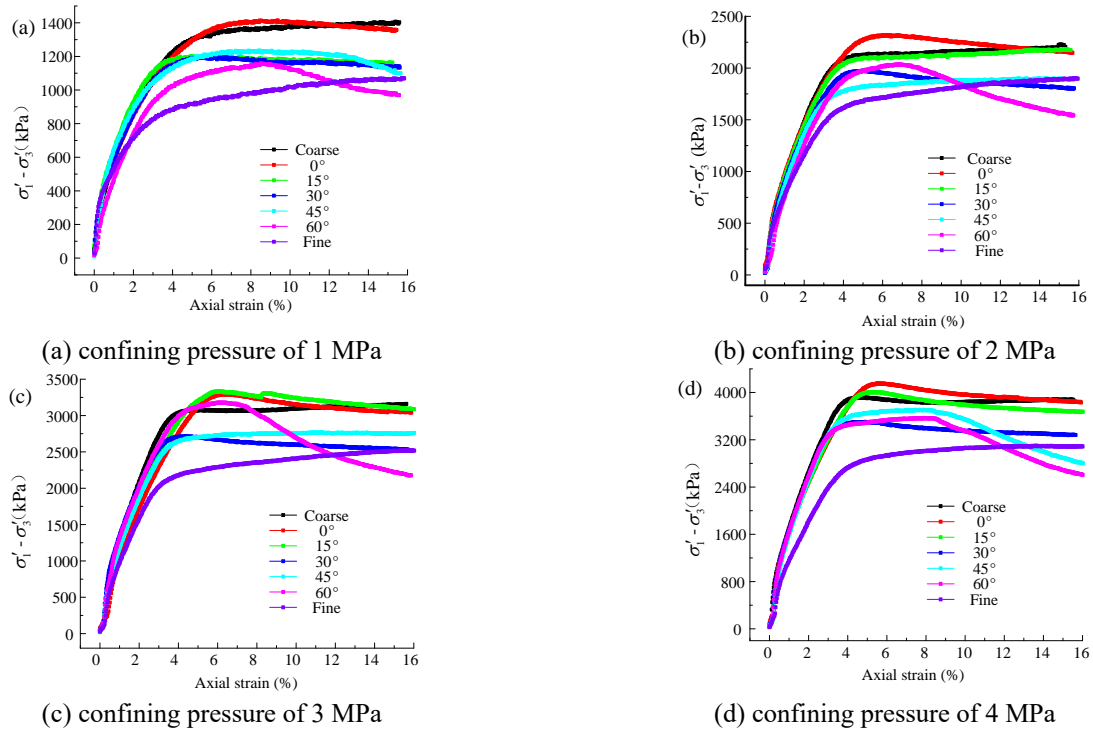 (a)
1400
1200
1000
800
600
400
200
0
σ′₁ - σ′₃(kPa)
Coarse
0°
15°
30°
45°
60°
Fine
0 2 4 6 8 10 12 14 16
Axial strain (%)
(a) confining pressure of 1 MPa
(b)
2500
2000
1500
1000
500
0
σ′₁-σ′₃ (kPa)
Coarse
0°
15°
30°
45°
60°
Fine
0 2 4 6 8 10 12 14 16
Axial strain (%)
(b) confining pressure of 2 MPa
(c)
3500
3000
2500
2000
1500
1000
500
0
σ′₁ - σ′₃(kPa)
Coarse
0°
15°
30°
45°
60°
Fine
0 2 4 6 8 10 12 14 16
Axial strain (%)
(c) confining pressure of 3 MPa
(d)
4000
3200
2400
1600
800
0
σ′₁ - σ′₃(kPa)
Coarse
0°
15°
30°
45°
60°
Fine
0 2 4 6 8 10 12 14 16
Axial strain (%)
(d) confining pressure of 4 MPa